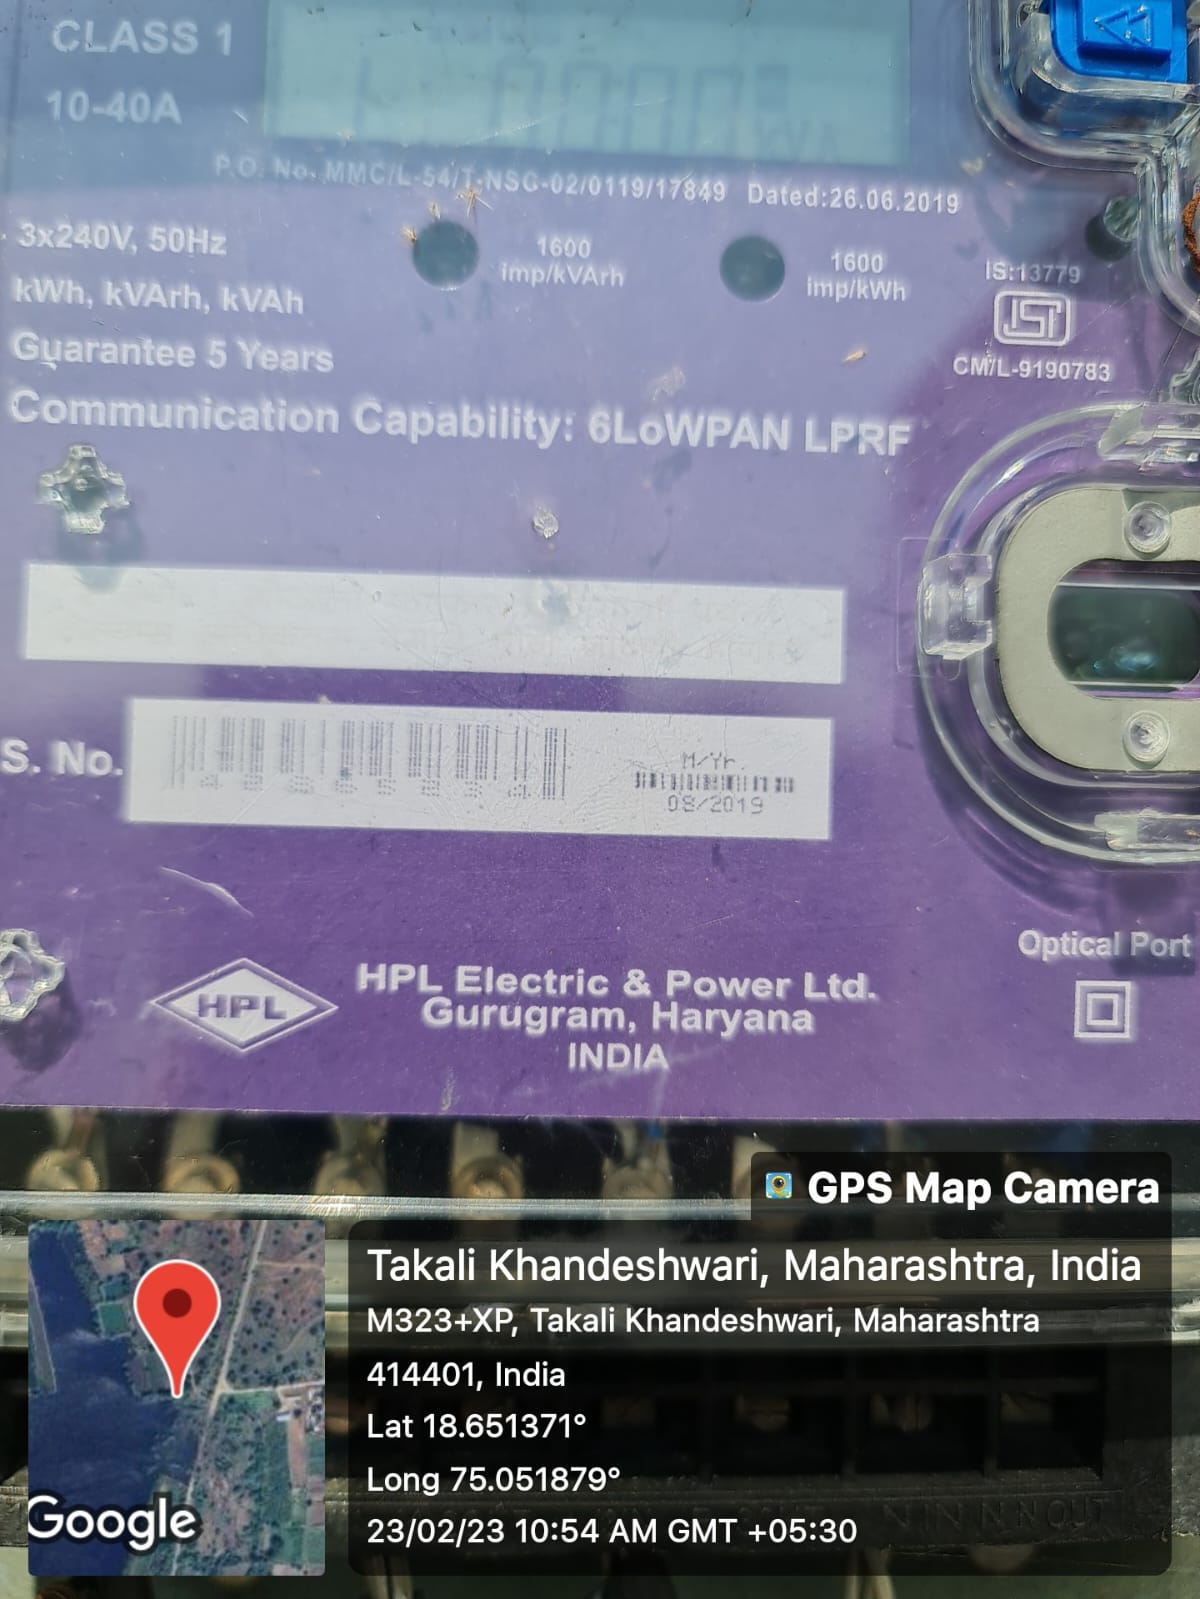 CLASS 1
10-40A
P.O. No. MMC/L-54/T-NSC-02/0119/17849 Dated:26.06.2019
3x240V, 50Hz
kWh, kVArh, kVAh
Guarantee 5 Years
Communication Capability: 6LoWPAN LPRF
1600
imp/kVArh
1600
imp/kWh
IS:13779
ISI
CM/L-9190783
S. No.
M/Yr.
08/2019
HPL
HPL Electric & Power Ltd.
Gurugram, Haryana
INDIA
Optical Port
GPS Map Camera
Takali Khandeshwari, Maharashtra, India
M323+XP, Takali Khandeshwari, Maharashtra
414401, India
Lat 18.651371°
Long 75.051879°
23/02/23 10:54 AM GMT +05:30
Google